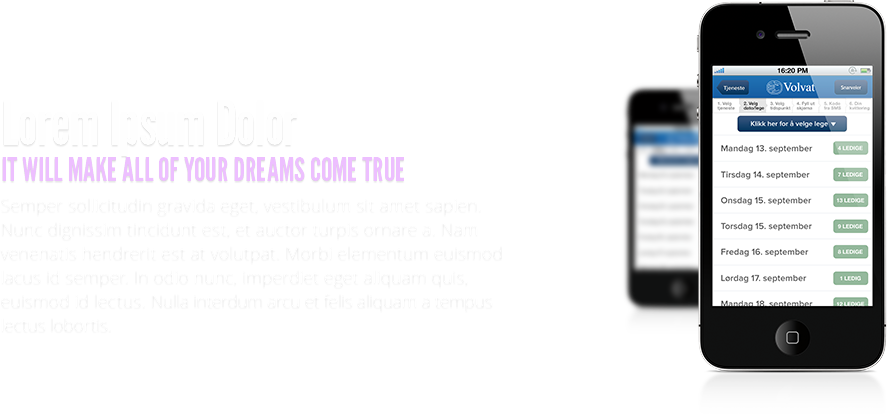 Lorem Ipsum Dolor
IT WILL MAKE ALL OF YOUR DREAMS COME TRUE
Semper sollicitudin gravida eget, vestibulum sit amet sapien.
Nunc dignissim tincidunt est, et auctor turpis ornare a. Nam
venenatis hendrerit est at volutpat. Morbi elementum euismod
lacus id semper. In odio nunc, imperdiet eget aliquam quis,
euismod id lectus. Nulla interdum arcu et felis aliquam a tempus
lectus lobortis.
16:20 PM
Tjeneste
Volvat
Snarveier
1. Velg tjeneste
2. Velg dato/lege
3. Velg tidspunkt
4. Fyll ut skjema
5. Kode fra SMS
Klikk her for å velge lege
Mandag 13. september 4 LEDIGE
Tirsdag 14. september 7 LEDIGE
Onsdag 15. september 13 LEDIGE
Torsdag 15. september 9 LEDIGE
Fredag 16. september 8 LEDIGE
Lørdag 17. september 1 LEDIG
Mandag 18. september 12 LEDIGE